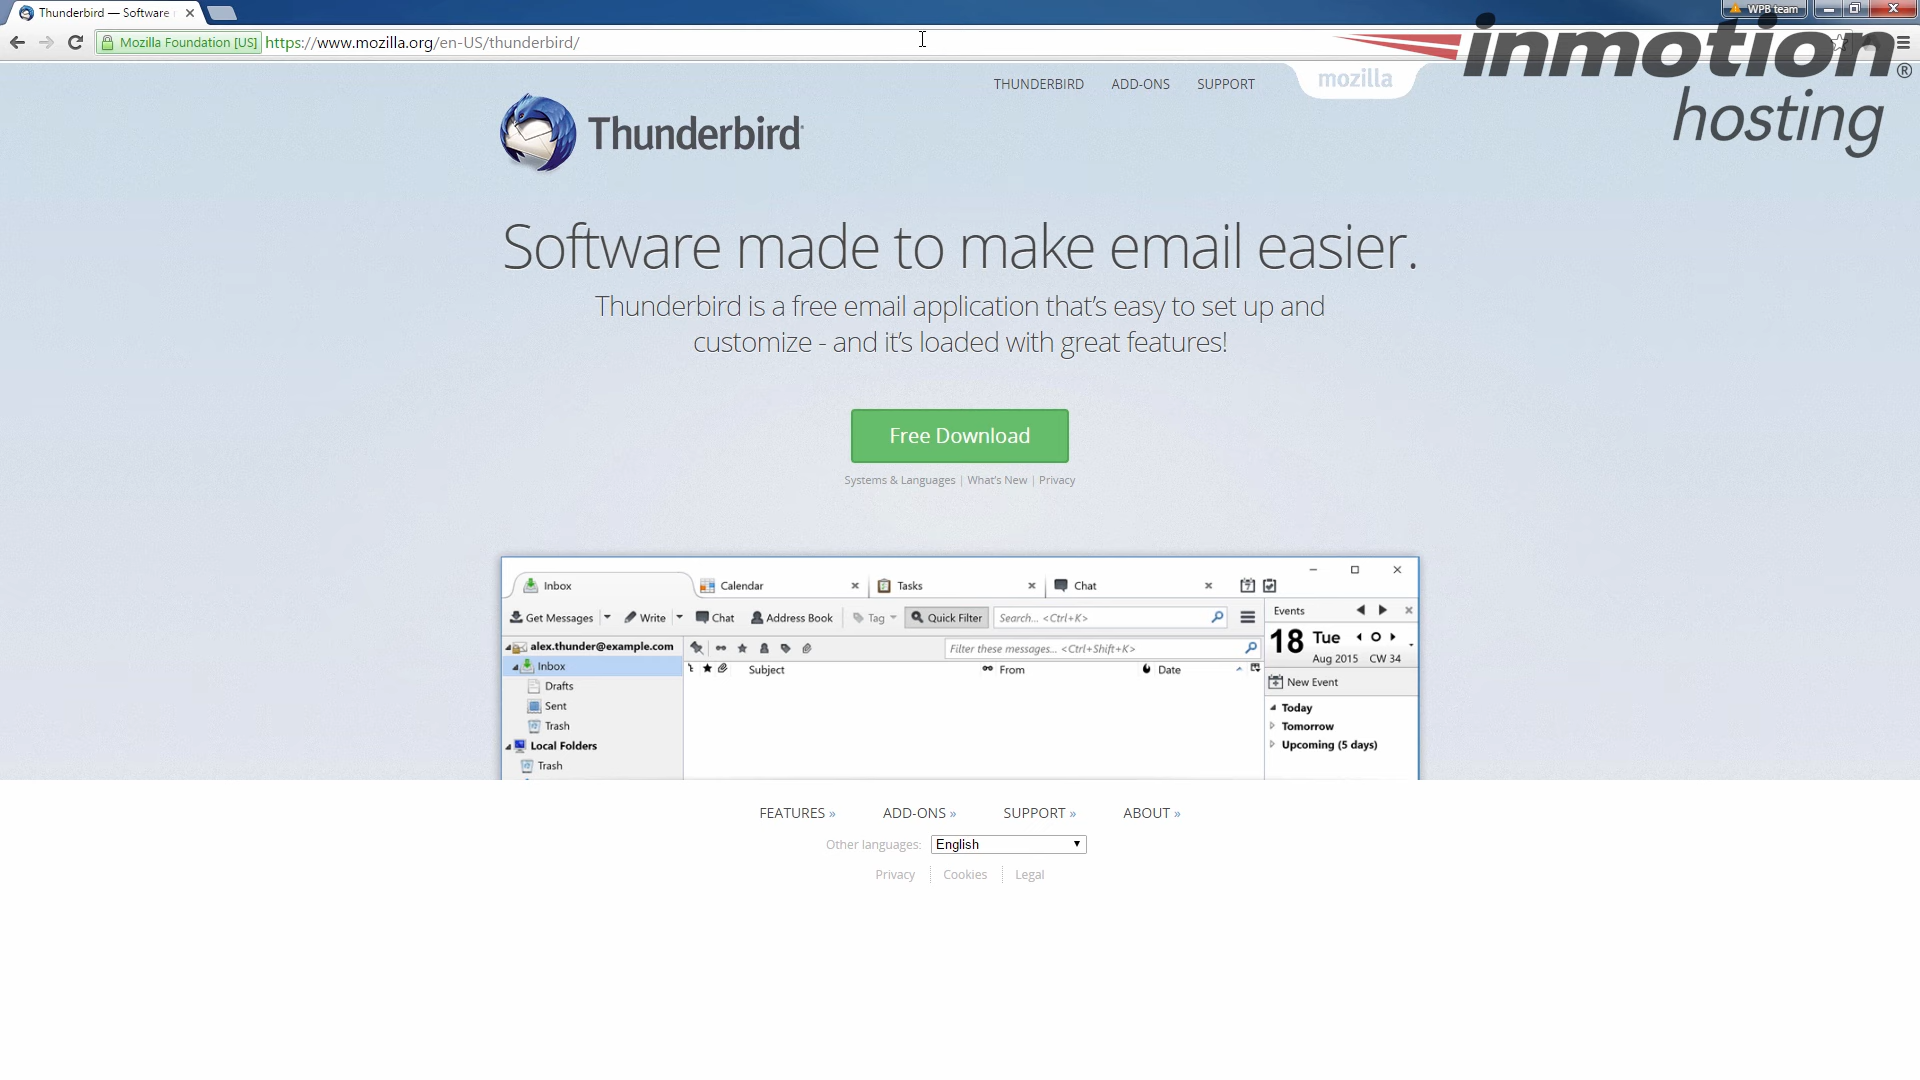 Thunderbird — Software
WPB team
Mozilla Foundation [US] https://www.mozilla.org/en-US/thunderbird/
inmotion®
hosting
THUNDERBIRD ADD-ONS SUPPORT mozilla
Thunderbird
Software made to make email easier.
Thunderbird is a free email application that's easy to set up and
customize - and it's loaded with great features!
Free Download
Systems & Languages | What's New | Privacy
Inbox Calendar Tasks Chat
Get Messages Write Chat Address Book Tag Quick Filter Search... <Ctrl+K> Events
alex.thunder@example.com Filter these messages... <Ctrl+Shift+K> 18 Tue
Aug 2015 CW 34
Inbox Subject From Date
Drafts New Event
Sent Today
Trash Tomorrow
Local Folders Upcoming (5 days)
Trash
FEATURES » ADD-ONS » SUPPORT » ABOUT »
Other languages: English
Privacy Cookies Legal